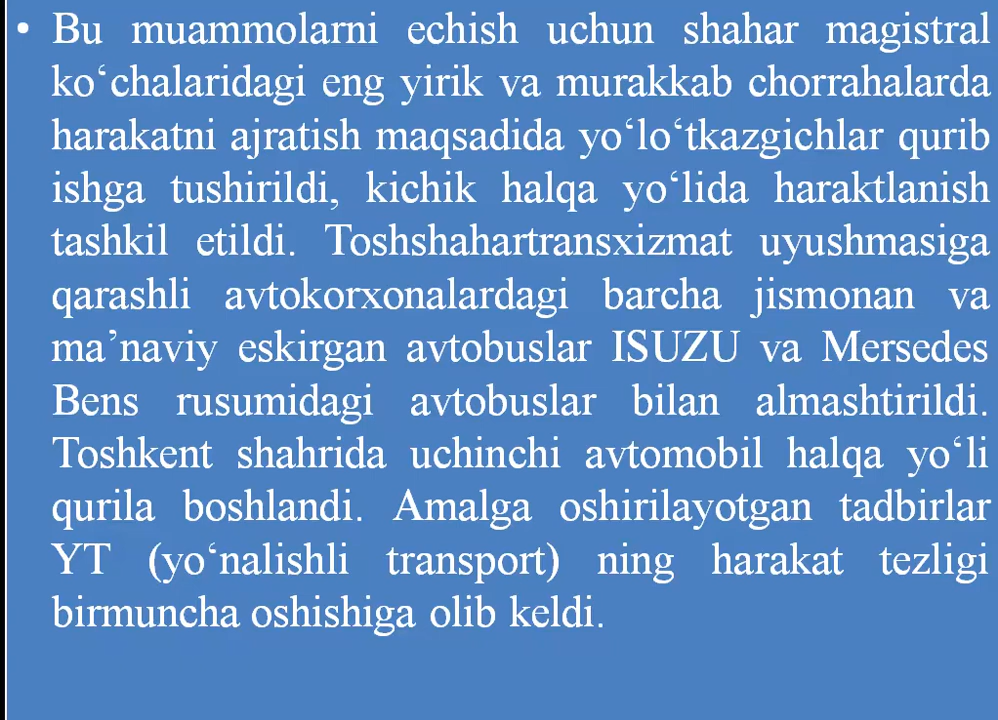 • Bu muammolarni echish uchun shahar magistral
ko‘chalaridagi eng yirik va murakkab chorrahalarda
harakatni ajratish maqsadida yo‘lo‘tkazgichlar qurib
ishga tushirildi, kichik halqa yo‘lida haraktlanish
tashkil etildi. Toshshahartransxizmat uyushmasiga
qarashli avtokorxonalardagi barcha jismonan va
ma’naviy eskirgan avtobuslar ISUZU va Mersedes
Bens rusumidagi avtobuslar bilan almashtirildi.
Toshkent shahrida uchinchi avtomobil halqa yo‘li
qurila boshlandi. Amalga oshirilayotgan tadbirlar
YT (yo‘nalishli transport) ning harakat tezligi
birmuncha oshishiga olib keldi.